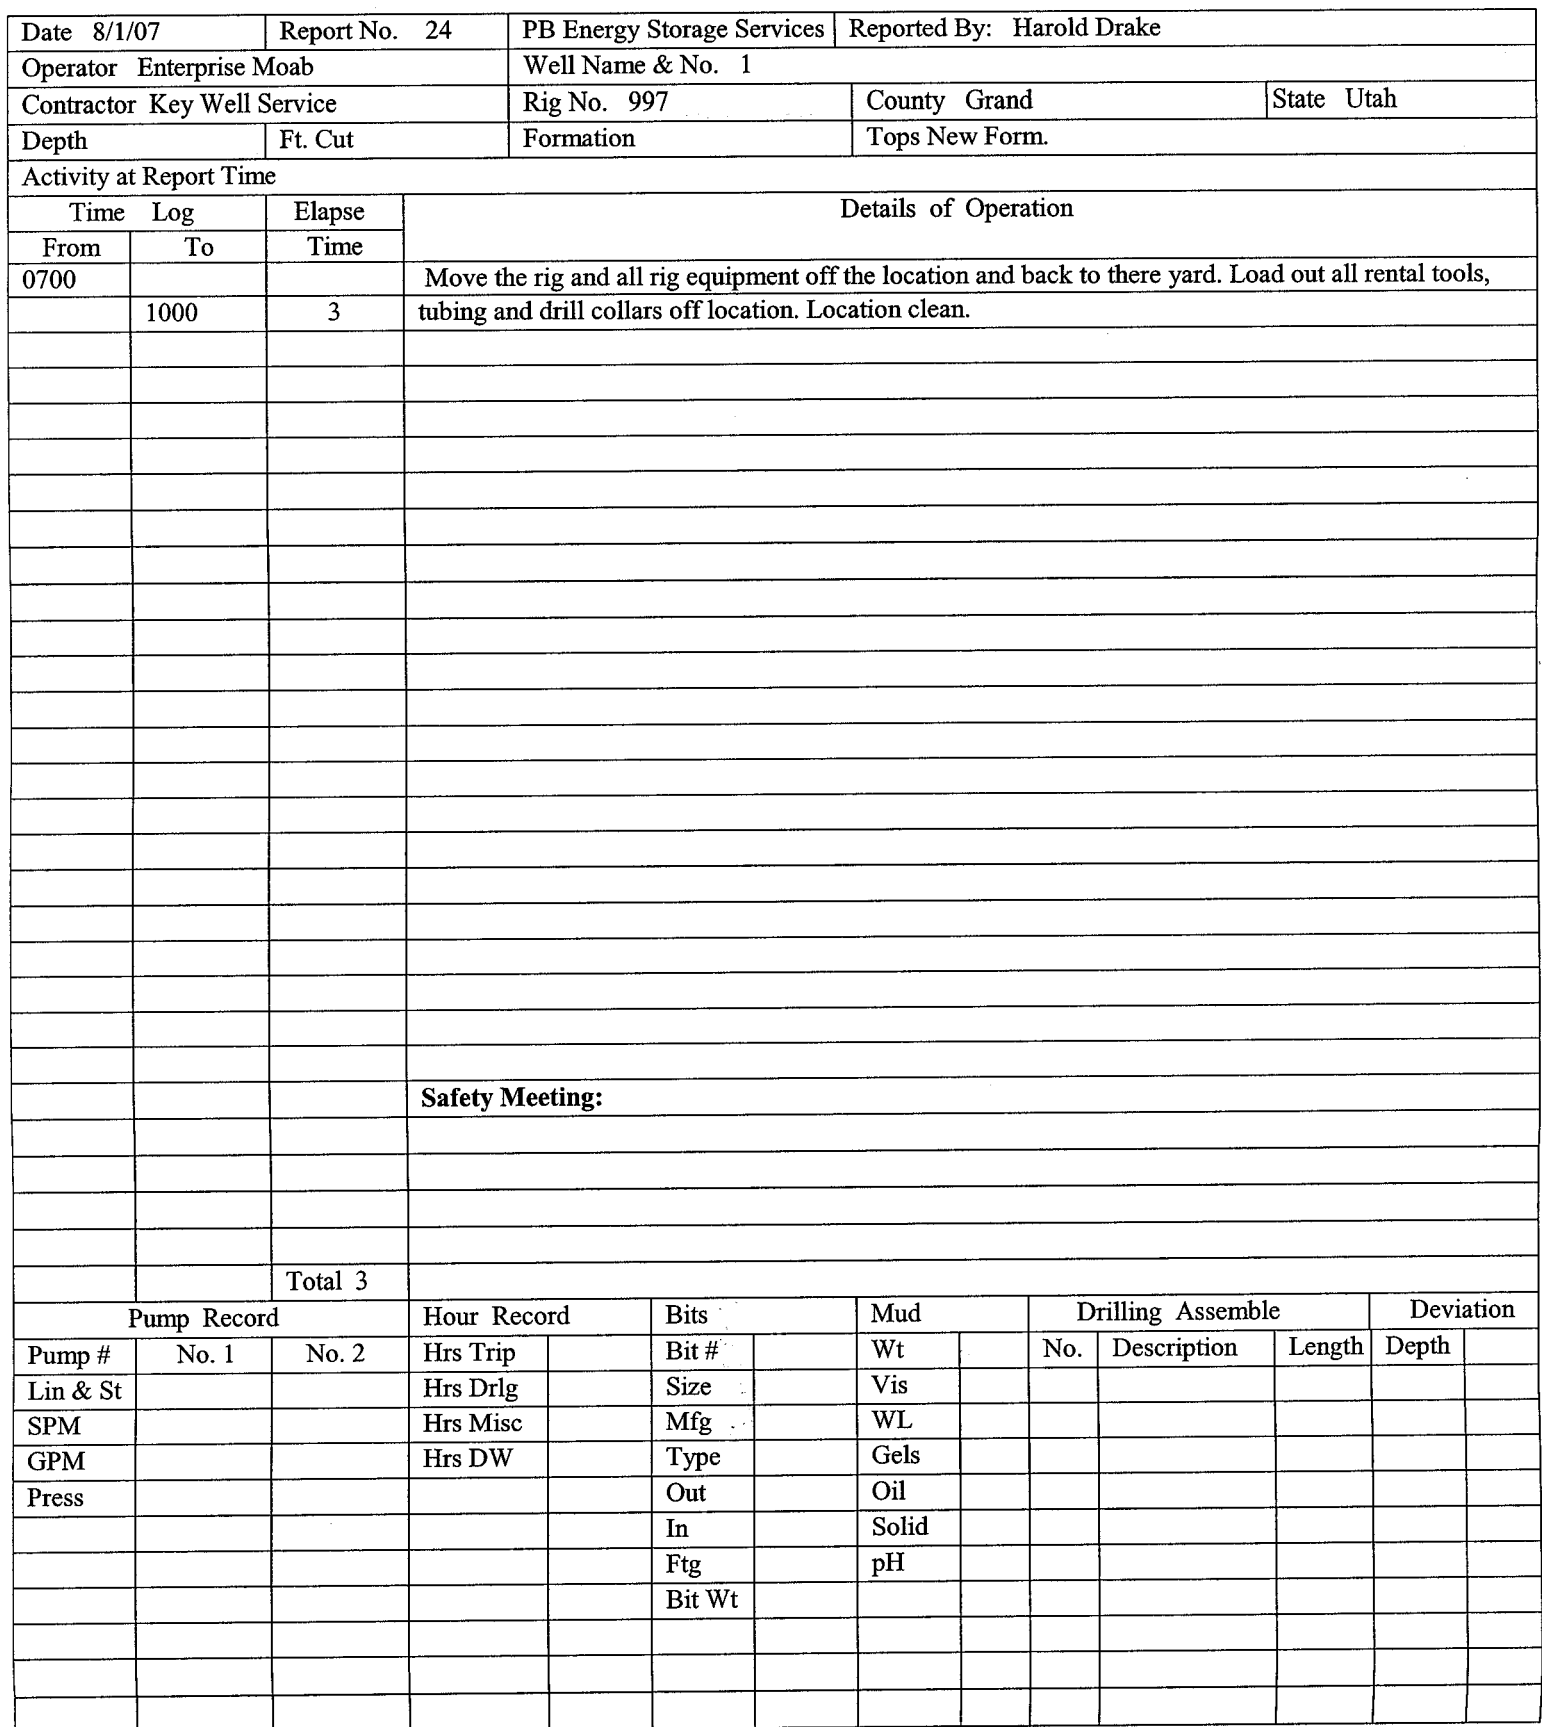 Date 8/1/07 Report No. 24 PB Energy Storage Services Reported By: Harold Drake
Operator Enterprise Moab Well Name & No. 1
Contractor Key Well Service Rig No. 997 County Grand State Utah
Depth Ft. Cut Formation Tops New Form.
Activity at Report Time
Time Log Elapse Details of Operation
From To Time
0700 Move the rig and all rig equipment off the location and back to there yard. Load out all rental tools,
1000 3 tubing and drill collars off location. Location clean.
Safety Meeting:
Total 3
Pump Record Hour Record Bits Mud Drilling Assemble Deviation
Pump # No. 1 No. 2 Hrs Trip Bit # Wt No. Description Length Depth
Lin & St Hrs Drlg Size Vis
SPM Hrs Misc Mfg WL
GPM Hrs DW Type Gels
Press Out Oil
In Solid
Ftg pH
Bit Wt